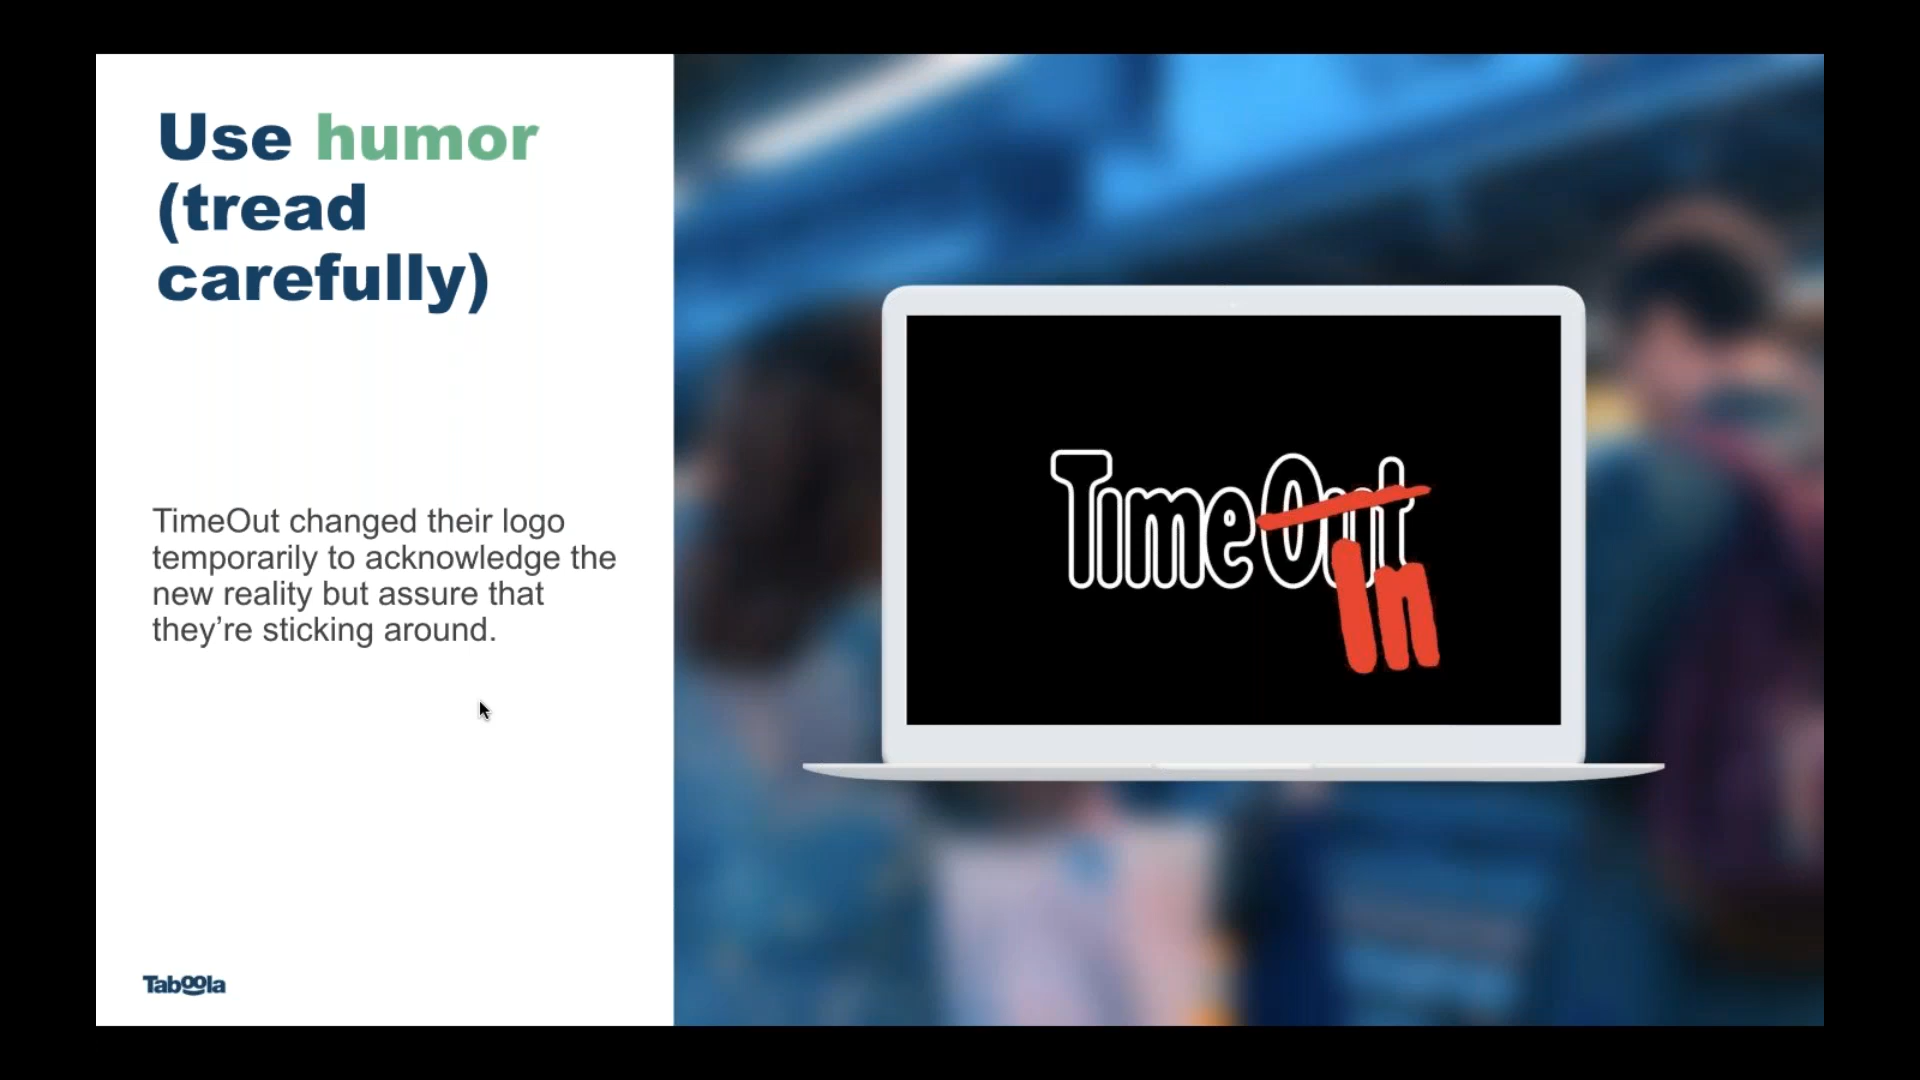 Use humor
(tread
carefully)
TimeOut changed their logo
temporarily to acknowledge the
new reality but assure that
they’re sticking around.
Taboola
TimeOut
In